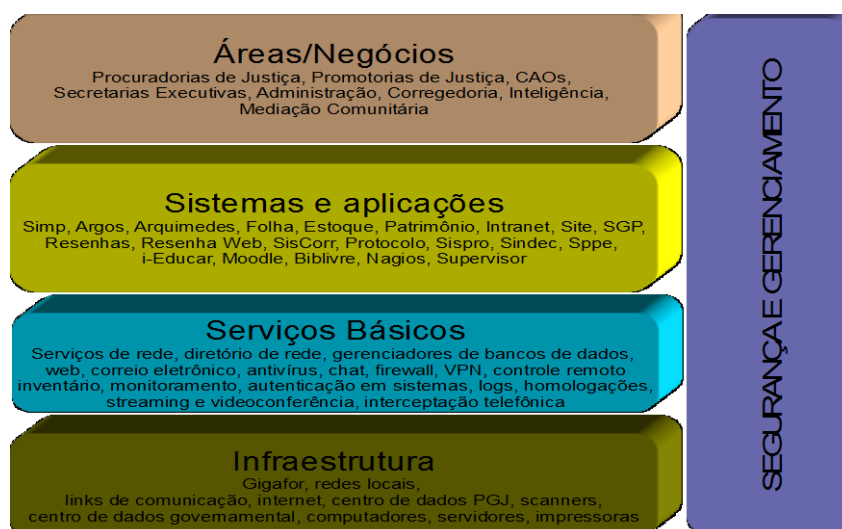 Áreas/Negócios
Procuradorias de Justiça, Promotorias de Justiça, CAOs,
Secretarias Executivas, Administração, Corregedoria, Inteligência,
Mediação Comunitária
Sistemas e aplicações
Simp, Argos, Arquimedes, Folha, Estoque, Patrimônio, Intranet, Site, SGP,
Resenhas, Resenha Web, SisCorr, Protocolo, Sispro, Sindec, Sppe,
i-Educar, Moodle, Biblivre, Nagios, Supervisor
Serviços Básicos
Serviços de rede, diretório de rede, gerenciadores de bancos de dados,
web, correio eletrônico, antivírus, chat, firewall, VPN, controle remoto
inventário, monitoramento, autenticação em sistemas, logs, homologações,
streaming e videoconferência, interceptação telefônica
Infraestrutura
Gigafor, redes locais,
links de comunicação, internet, centro de dados PGJ, scanners,
centro de dados governamental, computadores, servidores, impressoras
SEGURANÇA E GERENCIAMENTO